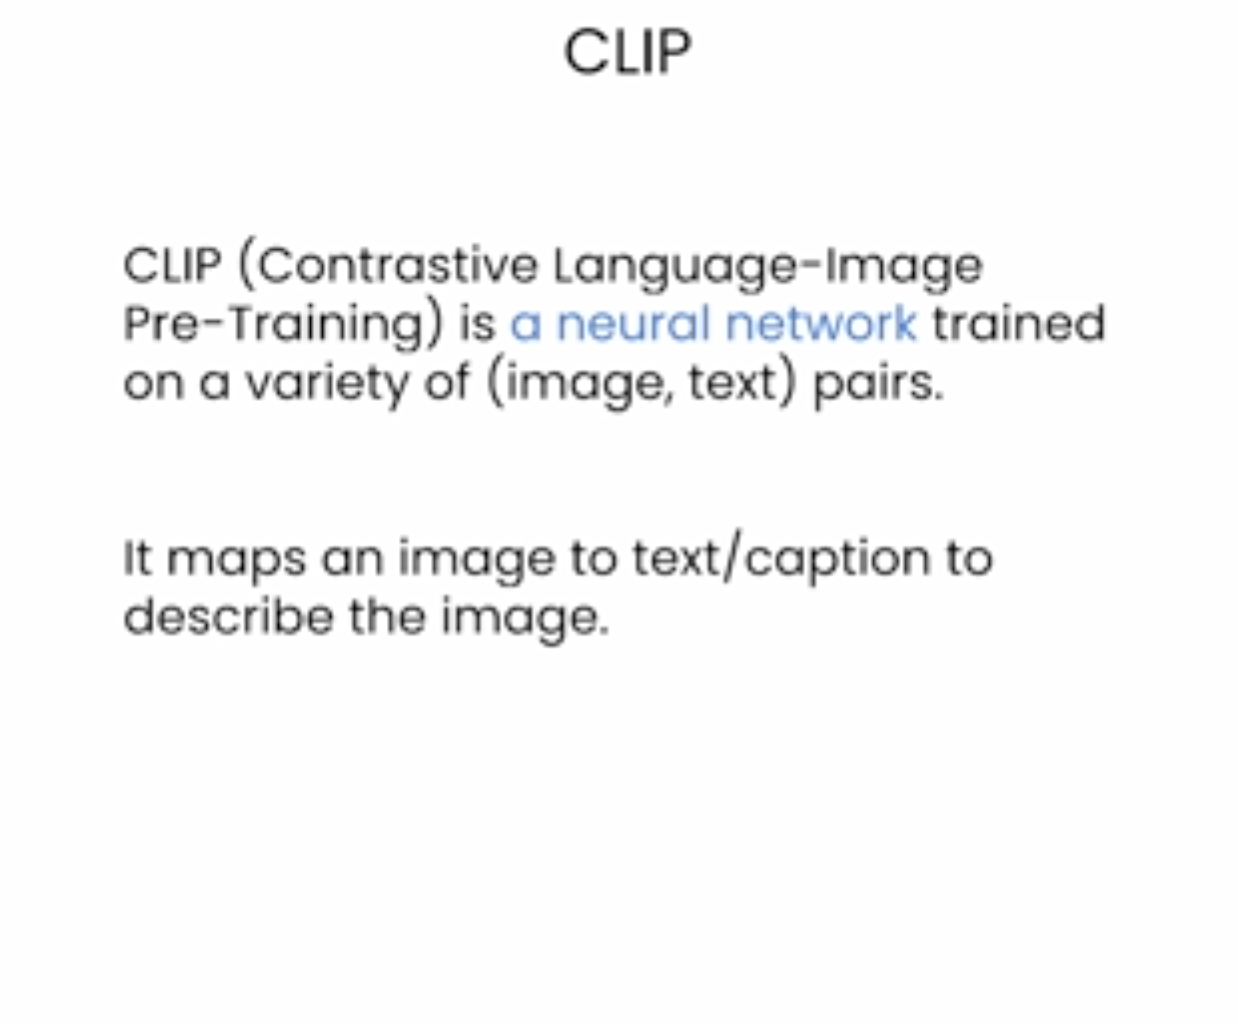 CLIP
CLIP (Contrastive Language-Image
Pre-Training) is a neural network trained
on a variety of (image, text) pairs.
It maps an image to text/caption to
describe the image.